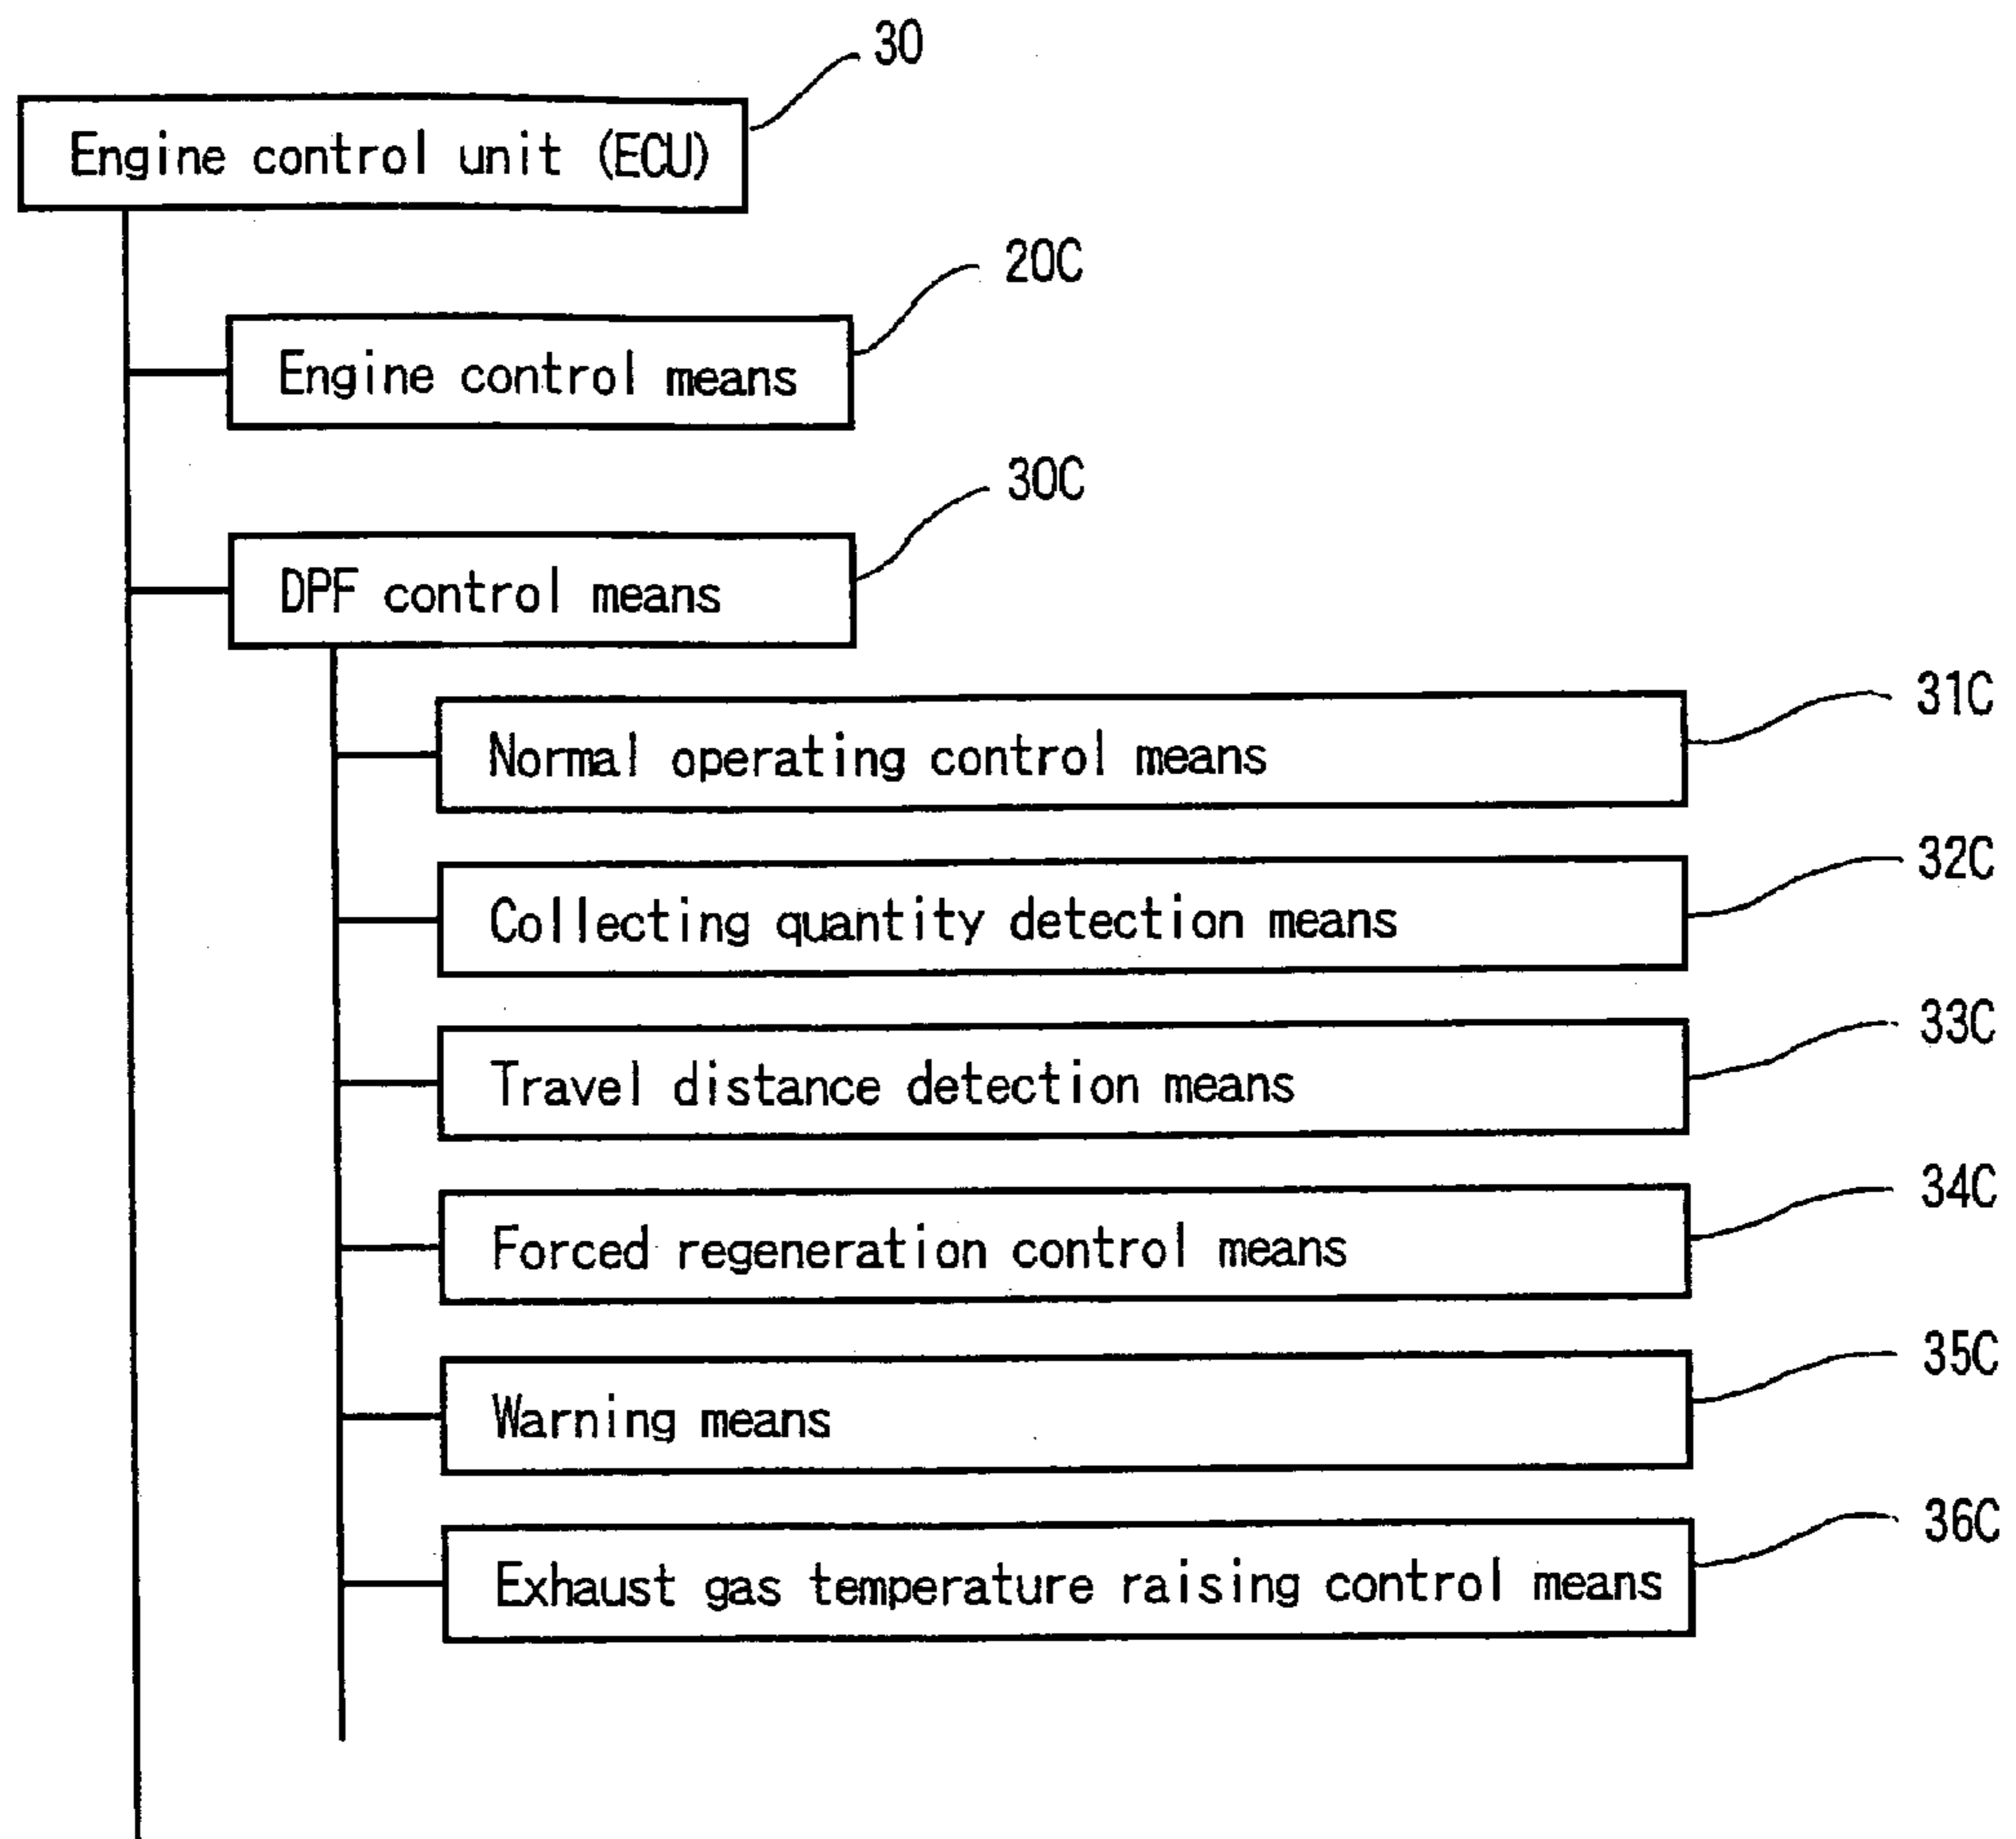 30
Engine control unit (ECU)
20C
Engine control means
30C
DPF control means
31C
Normal operating control means
32C
Collecting quantity detection means
33C
Travel distance detection means
34C
Forced regeneration control means
35C
Warning means
36C
Exhaust gas temperature raising control means